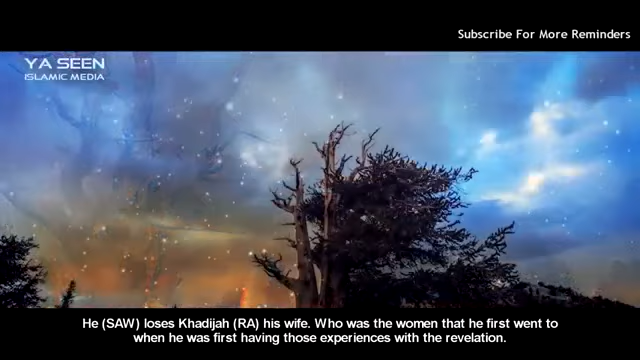 Subscribe For More Reminders
YA SEEN
ISLAMIC MEDIA
He (SAW) loses Khadijah (RA) his wife. Who was the women that he first went to
when he was first having those experiences with the revelation.